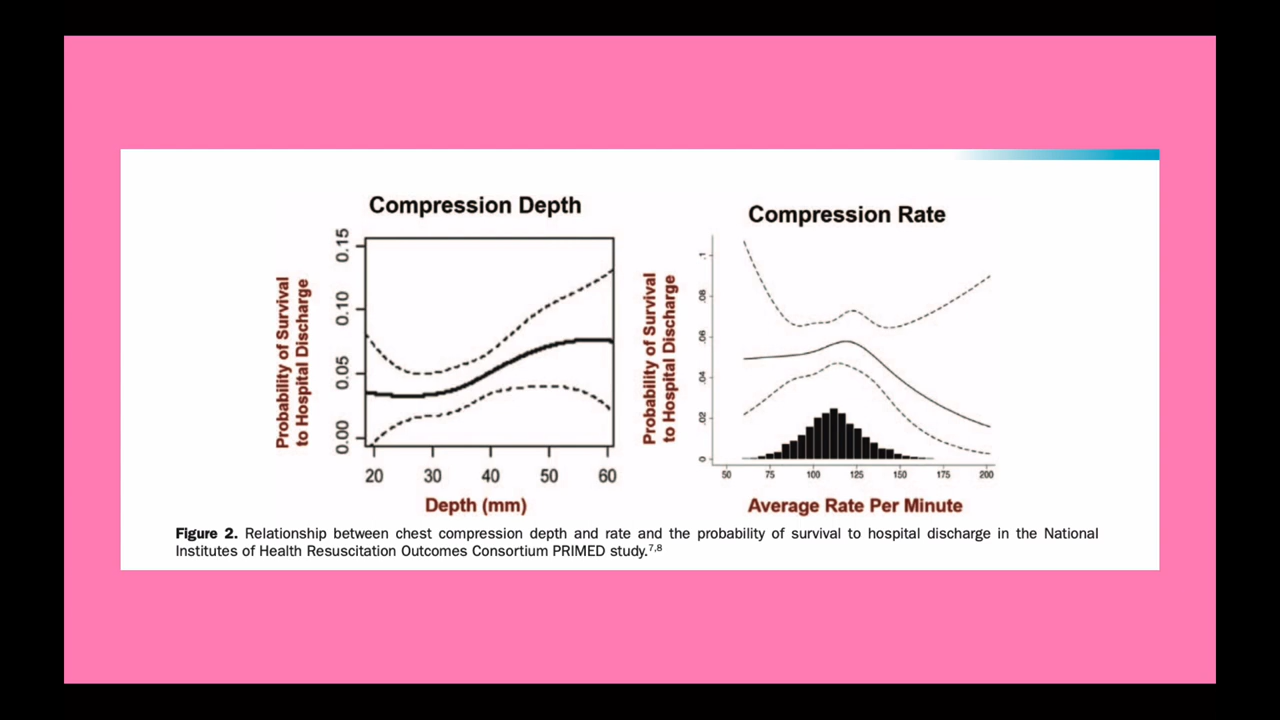 Compression Depth
Probability of Survival
to Hospital Discharge
0.15
0.10
0.05
0.00
20 30 40 50 60
Depth (mm)
Compression Rate
Probability of Survival
to Hospital Discharge
.1
.08
.06
.04
.02
0
50 75 100 125 150 175 200
Average Rate Per Minute
Figure 2. Relationship between chest compression depth and rate and the probability of survival to hospital discharge in the National
Institutes of Health Resuscitation Outcomes Consortium PRIMED study.7,8